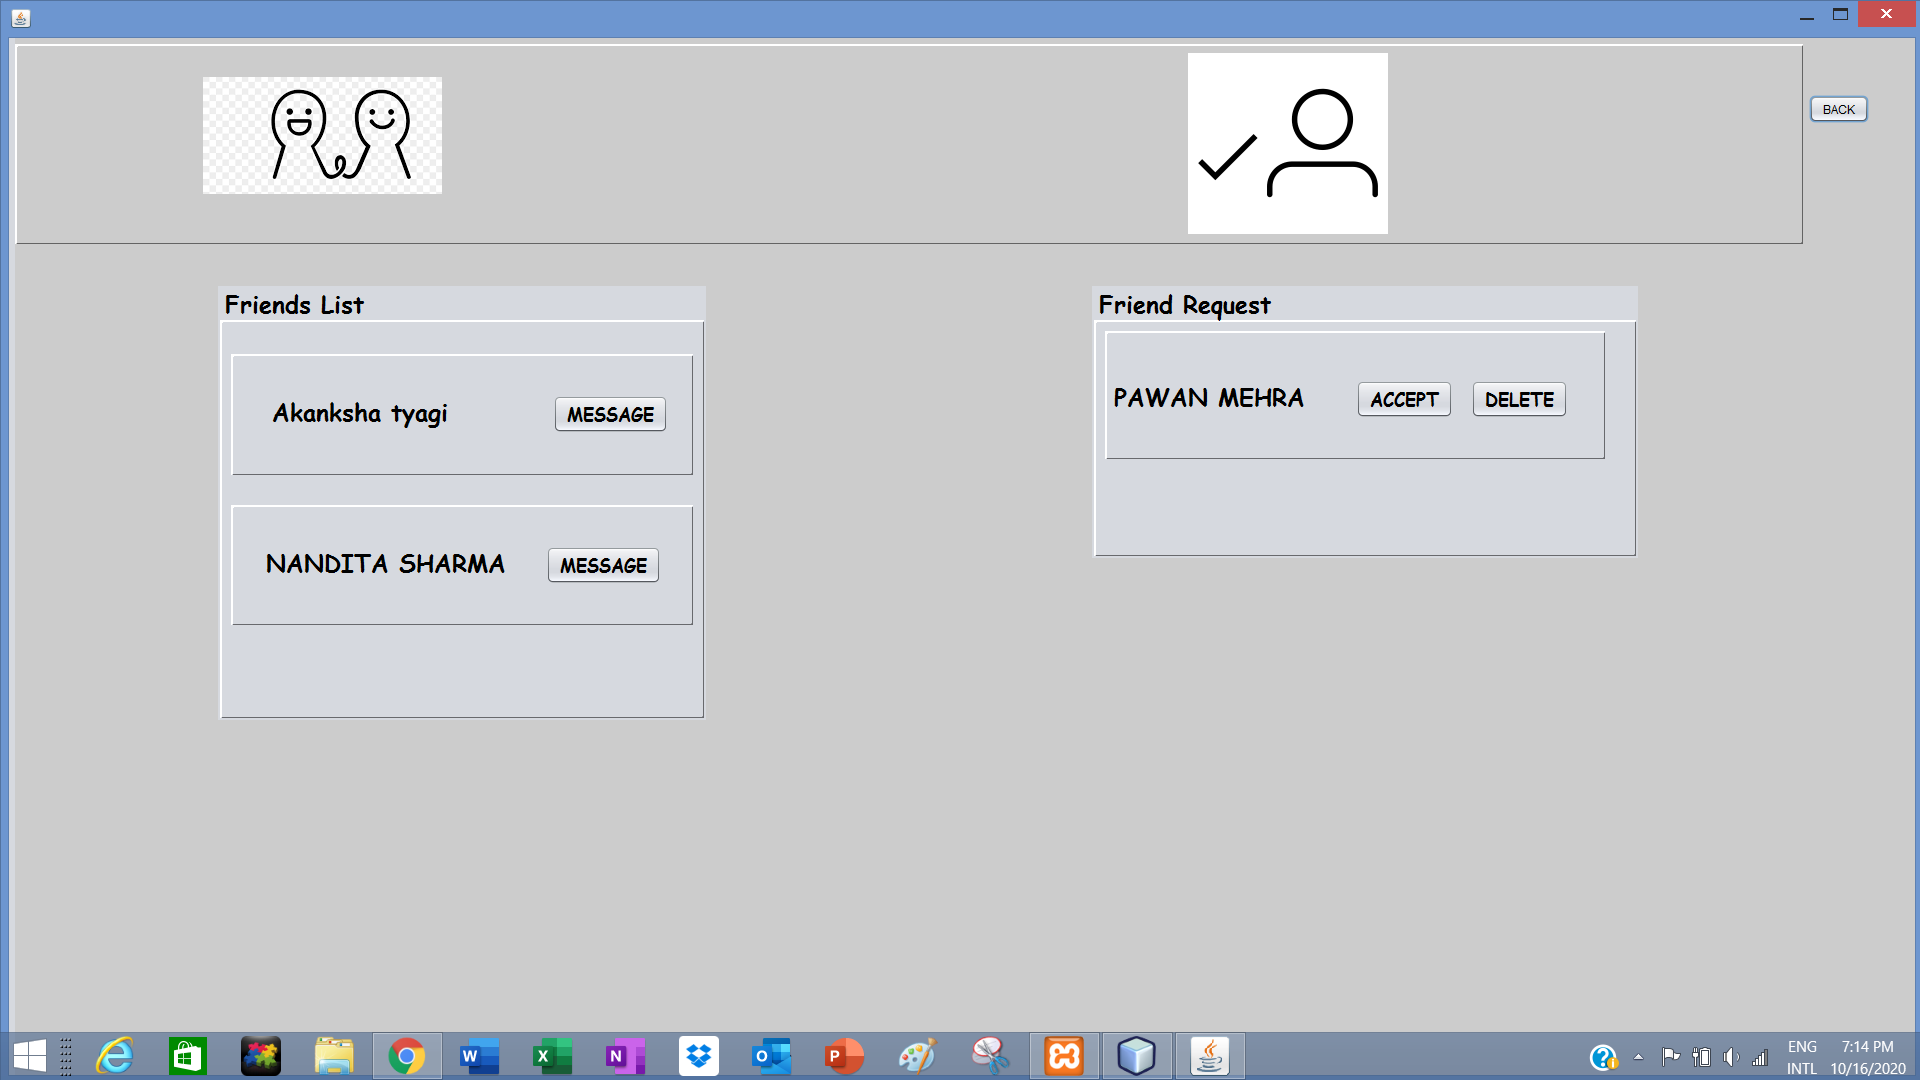 BACK
Friends List
Akanksha tyagi MESSAGE
NANDITA SHARMA MESSAGE
Friend Request
PAWAN MEHRA ACCEPT DELETE
W X N O P
ENG 7:14 PM
INTL 10/16/2020